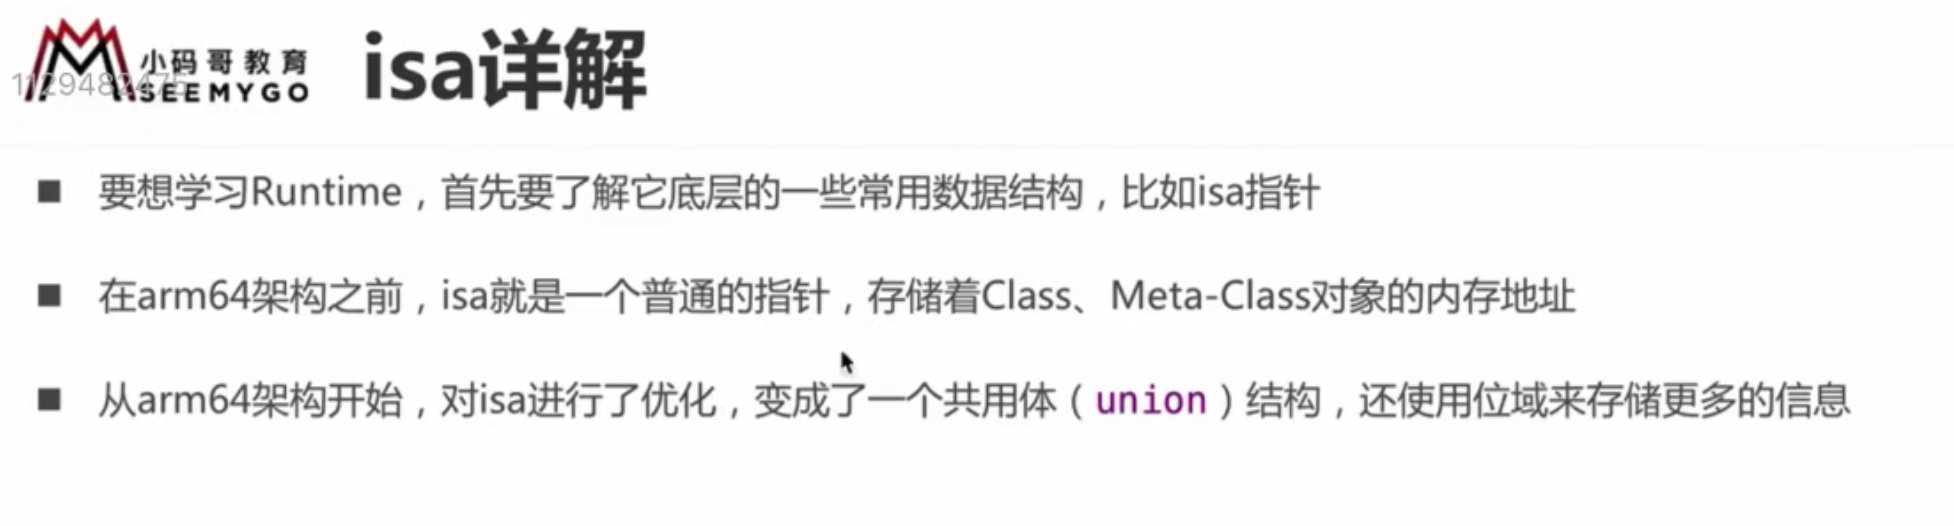 小码哥教育
SEEMYGO
1129482475
isa详解
■ 要想学习Runtime，首先要了解它底层的一些常用数据结构，比如isa指针
■ 在arm64架构之前，isa就是一个普通的指针，存储着Class、Meta-Class对象的内存地址
■ 从arm64架构开始，对isa进行了优化，变成了一个共用体（union）结构，还使用位域来存储更多的信息